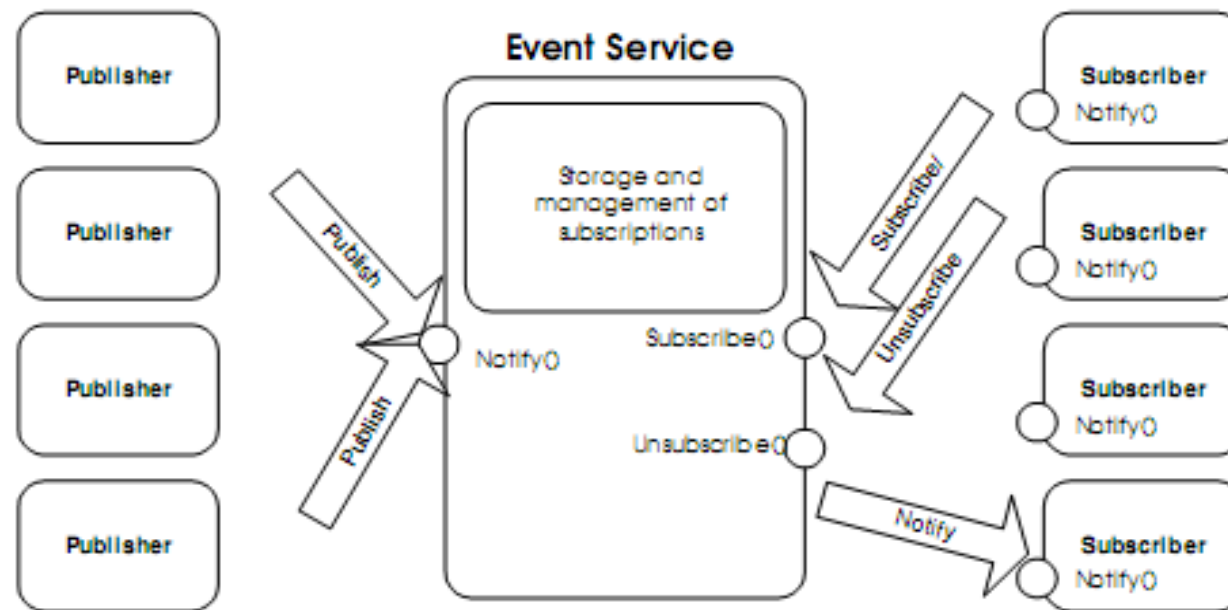 Event Service
Publisher
Publisher
Publisher
Publisher
Publish
Publish
Storage and
management of
subscriptions
Notify()
Subscribe()
Unsubscribe()
Subscribe/
Unsubscribe
Notify
Subscriber
Notify()
Subscriber
Notify()
Subscriber
Notify()
Subscriber
Notify()